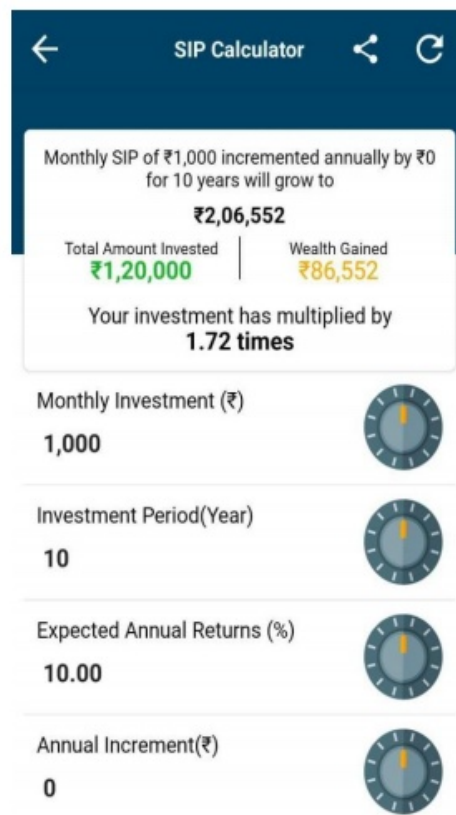 SIP Calculator
Monthly SIP of ₹1,000 incremented annually by ₹0
for 10 years will grow to
₹2,06,552
Total Amount Invested
₹1,20,000
Wealth Gained
₹86,552
Your investment has multiplied by
1.72 times
Monthly Investment (₹)
1,000
Investment Period(Year)
10
Expected Annual Returns (%)
10.00
Annual Increment(₹)
0